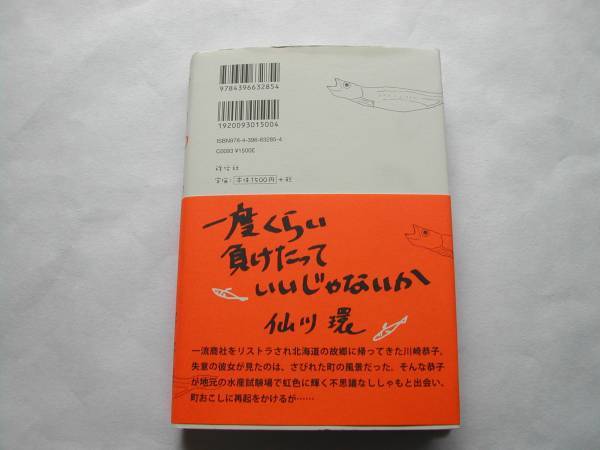 9784396632854
1920093015004
ISBN978-4-396-63285-4
C0093 ¥1500E
祥伝社
定価:本体1500円+税
一度くらい
負けたって
いいじゃないか
仙川 環
一流商社をリストラされ北海道の故郷に帰ってきた川崎恭子。
失意の彼女が見たのは、さびれた町の風景だった。そんな恭子
が地元の水産試験場で虹色に輝く不思議なししゃもと出会い、
町おこしに再起をかけるが……